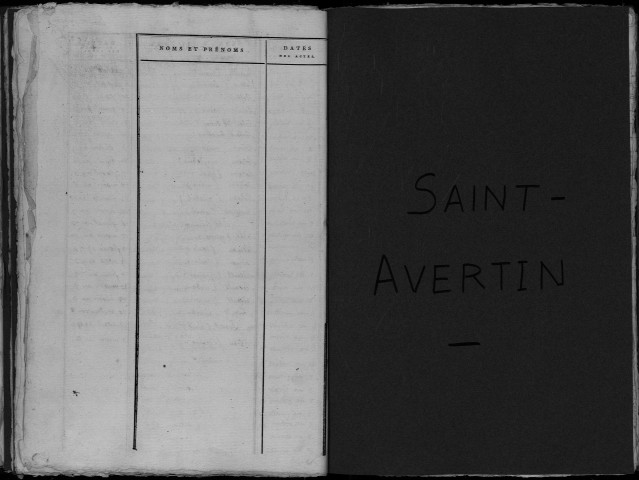 NOMS ET PRÉNOMS
DATES
DES ACTES.
SAINT-
AVERTIN